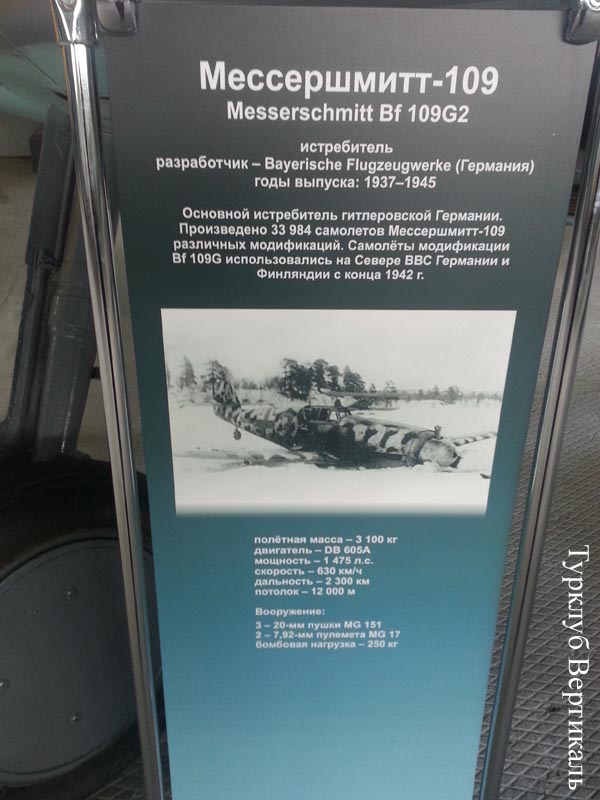 Мессершмитт-109
Messerschmitt Bf 109G2
истребитель
разработчик – Bayerische Flugzeugwerke (Германия)
годы выпуска: 1937–1945
Основной истребитель гитлеровской Германии.
Произведено 33 984 самолетов Мессершмитт-109
различных модификаций. Самолёты модификации
Bf 109G использовались на Севере ВВС Германии и
Финляндии с конца 1942 г.
полётная масса – 3 100 кг
двигатель – DB 605A
мощность – 1 475 л.с.
скорость – 630 км/ч
дальность – 2 300 км
потолок – 12 000 м
Вооружение:
3 – 20-мм пушки MG 151
2 – 7,92-мм пулемета MG 17
бомбовая нагрузка – 250 кг
Турклуб Вертикаль